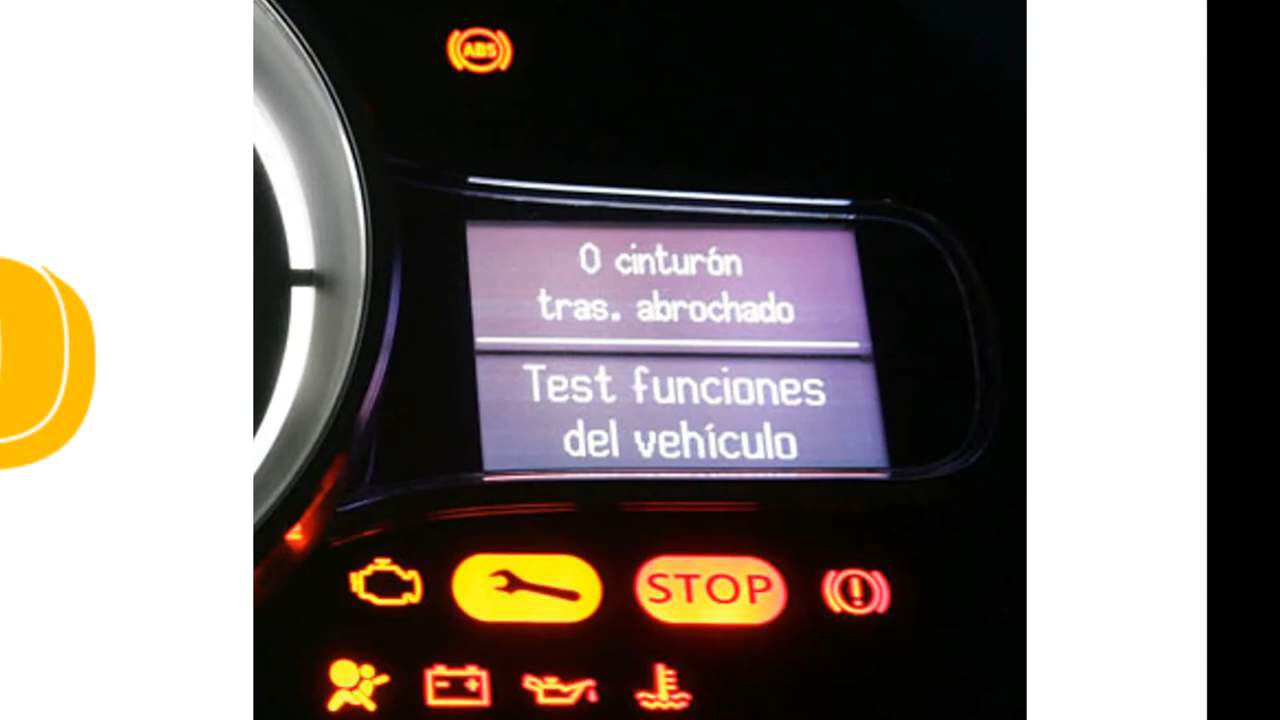 ABS
0 cinturón
tras. abrochado
Test funciones
del vehículo
STOP